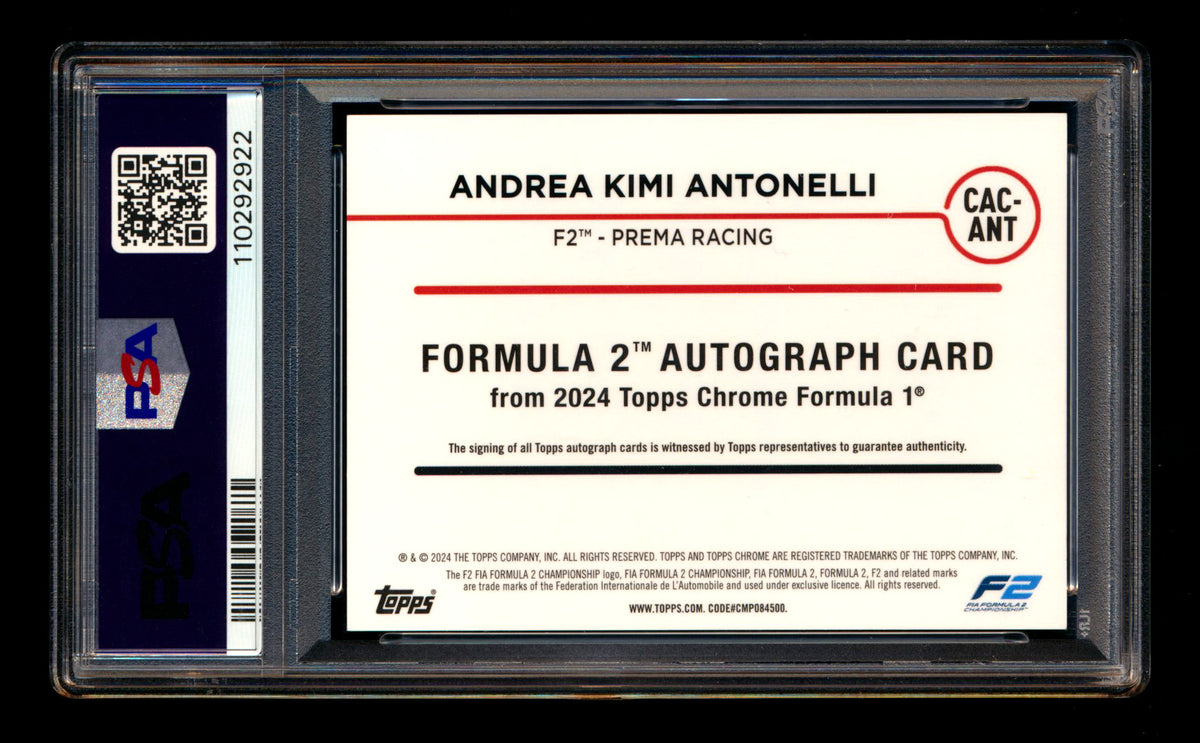 110292922
PSA
PSA
ANDREA KIMI ANTONELLI
CAC-
ANT
F2™ - PREMA RACING
FORMULA 2™ AUTOGRAPH CARD
from 2024 Topps Chrome Formula 1®
The signing of all Topps autograph cards is witnessed by Topps representatives to guarantee authenticity.
® & © 2024 THE TOPPS COMPANY, INC. ALL RIGHTS RESERVED. TOPPS AND TOPPS CHROME ARE REGISTERED TRADEMARKS OF THE TOPPS COMPANY, INC.
The F2 FIA FORMULA 2 CHAMPIONSHIP logo, FIA FORMULA 2 CHAMPIONSHIP, FIA FORMULA 2, FORMULA 2, F2 and related marks
are trade marks of the Federation Internationale de L'Automobile and used under exclusive licence. All rights reserved.
WWW.TOPPS.COM. CODE#CMP084500.
Topps®
F2
FIA FORMULA 2
CHAMPIONSHIP™